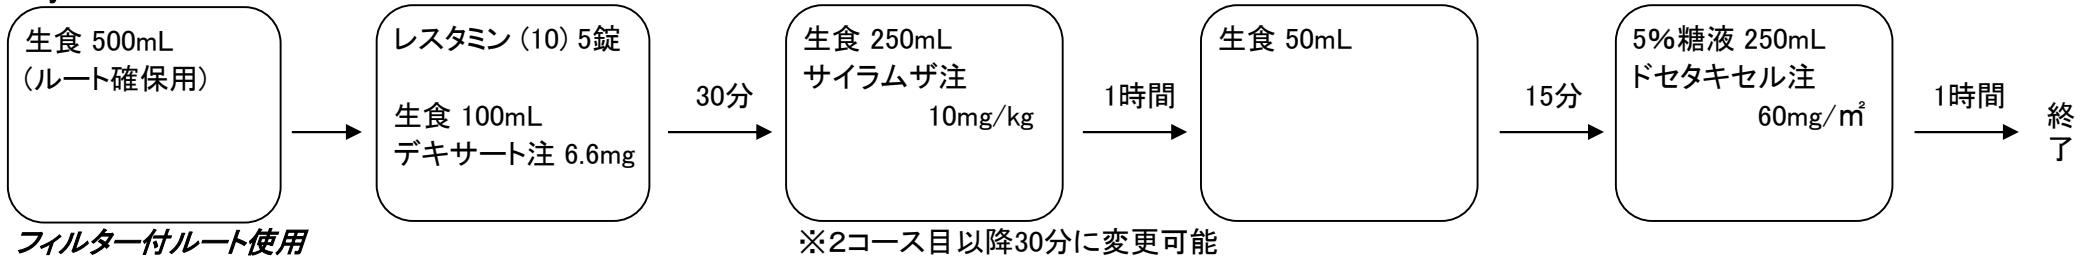 生食 500mL
(ルート確保用)
レスタミン (10) 5錠
生食 100mL
デキサート注 6.6mg
30分
生食 250mL
サイラムザ注
10mg/kg
1時間
生食 50mL
15分
5%糖液 250mL
ドセタキセル注
60mg/㎡
1時間
終了
フィルター付ルート使用
※2コース目以降30分に変更可能